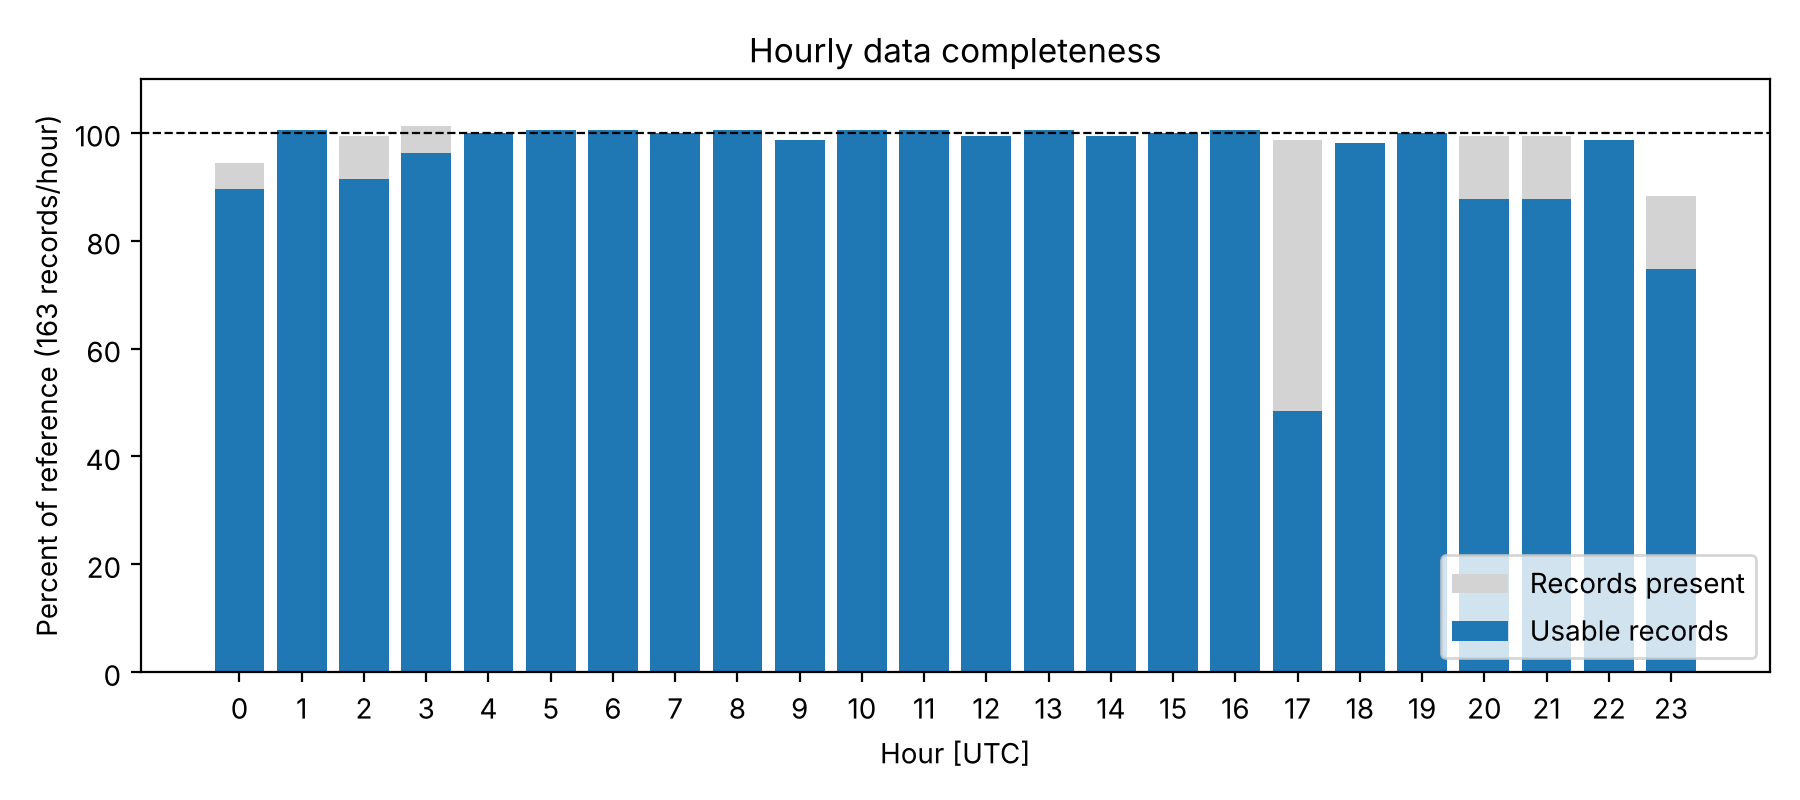 Hourly data completeness
Percent of reference (163 records/hour)
100
80
60
40
20
0
0 1 2 3 4 5 6 7 8 9 10 11 12 13 14 15 16 17 18 19 20 21 22 23
Hour [UTC]
Records present
Usable records